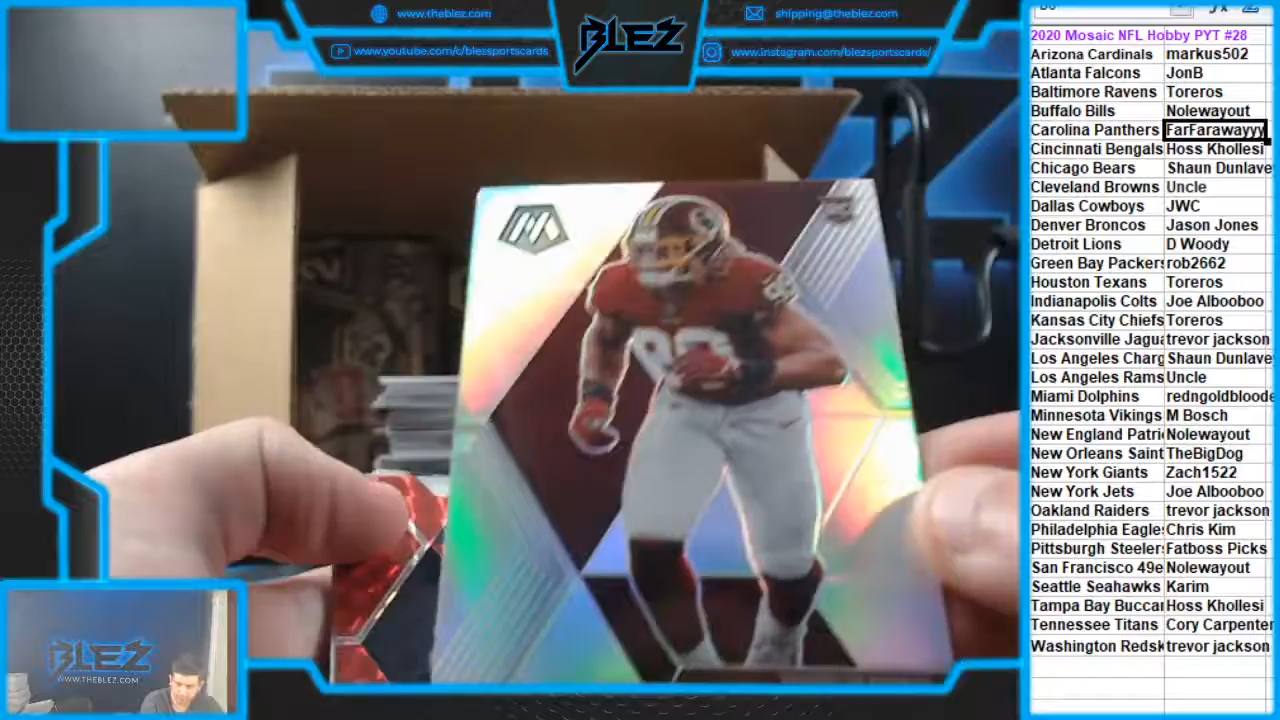 www.theblez.com
shipping@theblez.com
BLEZ
www.youtube.com/c/blezsportscards
www.instagram.com/blezsportscards/
2020 Mosaic NFL Hobby PYT #28
Arizona Cardinals markus502
Atlanta Falcons JonB
Baltimore Ravens Toreros
Buffalo Bills Nolewayout
Carolina Panthers FarFarawayyy
Cincinnati Bengals Hoss Khollesi
Chicago Bears Shaun Dunlave
Cleveland Browns Uncle
Dallas Cowboys JWC
Denver Broncos Jason Jones
Detroit Lions D Woody
Green Bay Packers rob2662
Houston Texans Toreros
Indianapolis Colts Joe Albooboo
Kansas City Chiefs Toreros
Jacksonville Jagua trevor jackson
Los Angeles Charg Shaun Dunlave
Los Angeles Rams Uncle
Miami Dolphins redngoldbloode
Minnesota Vikings M Bosch
New England Patri Nolewayout
New Orleans Saint TheBigDog
New York Giants Zach1522
New York Jets Joe Albooboo
Oakland Raiders trevor jackson
Philadelphia Eagle Chris Kim
Pittsburgh Steeler Fatboss Picks
San Francisco 49e Nolewayout
Seattle Seahawks Karim
Tampa Bay Buccar Hoss Khollesi
Tennessee Titans Cory Carpenter
Washington Redsk trevor jackson
BLEZ
WWW.THEBLEZ.COM